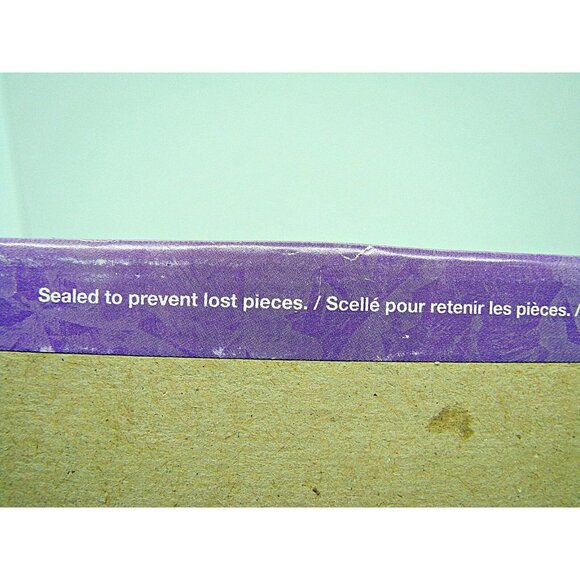 Sealed to prevent lost pieces. / Scellé pour retenir les pièces. /